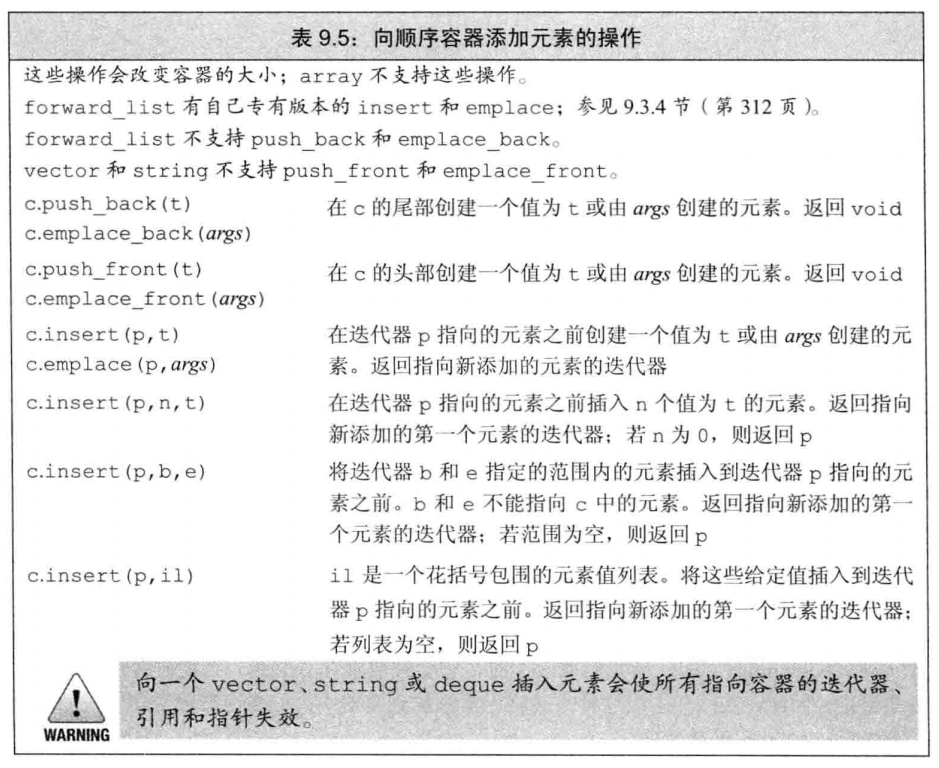 表 9.5：向顺序容器添加元素的操作
这些操作会改变容器的大小；array 不支持这些操作。
forward_list 有自己专有版本的 insert 和 emplace；参见 9.3.4 节（第 312 页）。
forward_list 不支持 push_back 和 emplace_back。
vector 和 string 不支持 push_front 和 emplace_front。
c.push_back(t) 在 c 的尾部创建一个值为 t 或由 args 创建的元素。返回 void
c.emplace_back(args)
c.push_front(t) 在 c 的头部创建一个值为 t 或由 args 创建的元素。返回 void
c.emplace_front(args)
c.insert(p,t) 在迭代器 p 指向的元素之前创建一个值为 t 或由 args 创建的元
c.emplace(p,args) 素。返回指向新添加的元素的迭代器
c.insert(p,n,t) 在迭代器 p 指向的元素之前插入 n 个值为 t 的元素。返回指向
新添加的第一个元素的迭代器；若 n 为 0，则返回 p
c.insert(p,b,e) 将迭代器 b 和 e 指定的范围内的元素插入到迭代器 p 指向的元
素之前。b 和 e 不能指向 c 中的元素。返回指向新添加的第一
个元素的迭代器；若范围为空，则返回 p
c.insert(p,il) il 是一个花括号包围的元素值列表。将这些给定值插入到迭代
器 p 指向的元素之前。返回指向新添加的第一个元素的迭代器；
若列表为空，则返回 p
向一个 vector、string 或 deque 插入元素会使所有指向容器的迭代器、
引用和指针失效。
WARNING